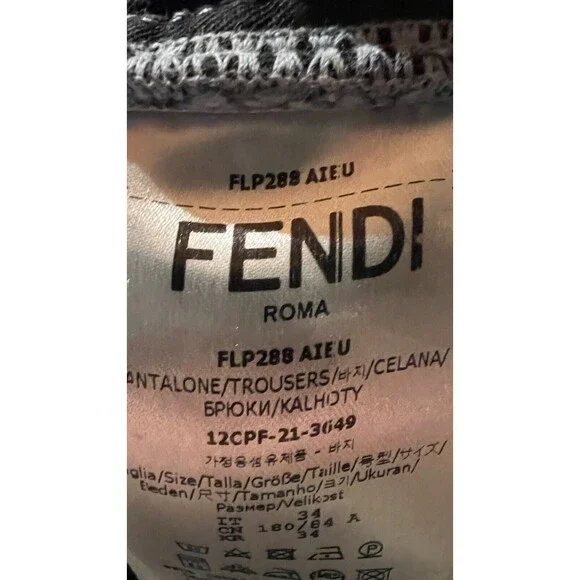 FLP288 AIEU
FENDI
ROMA
FLP288 AIEU
ANTALONE/TROUSERS/바지/CELANA/
БРЮКИ/KALHOTY
12CPF-21-3649
가정용섬유제품 - 바지
glia/Size/Talla/Größe/Taille/号型/サイズ/
Beden/尺寸/Tamanho/크기/Ukuran/
Размер/Velikost
IT 34
CN 180/84 A
KR 34